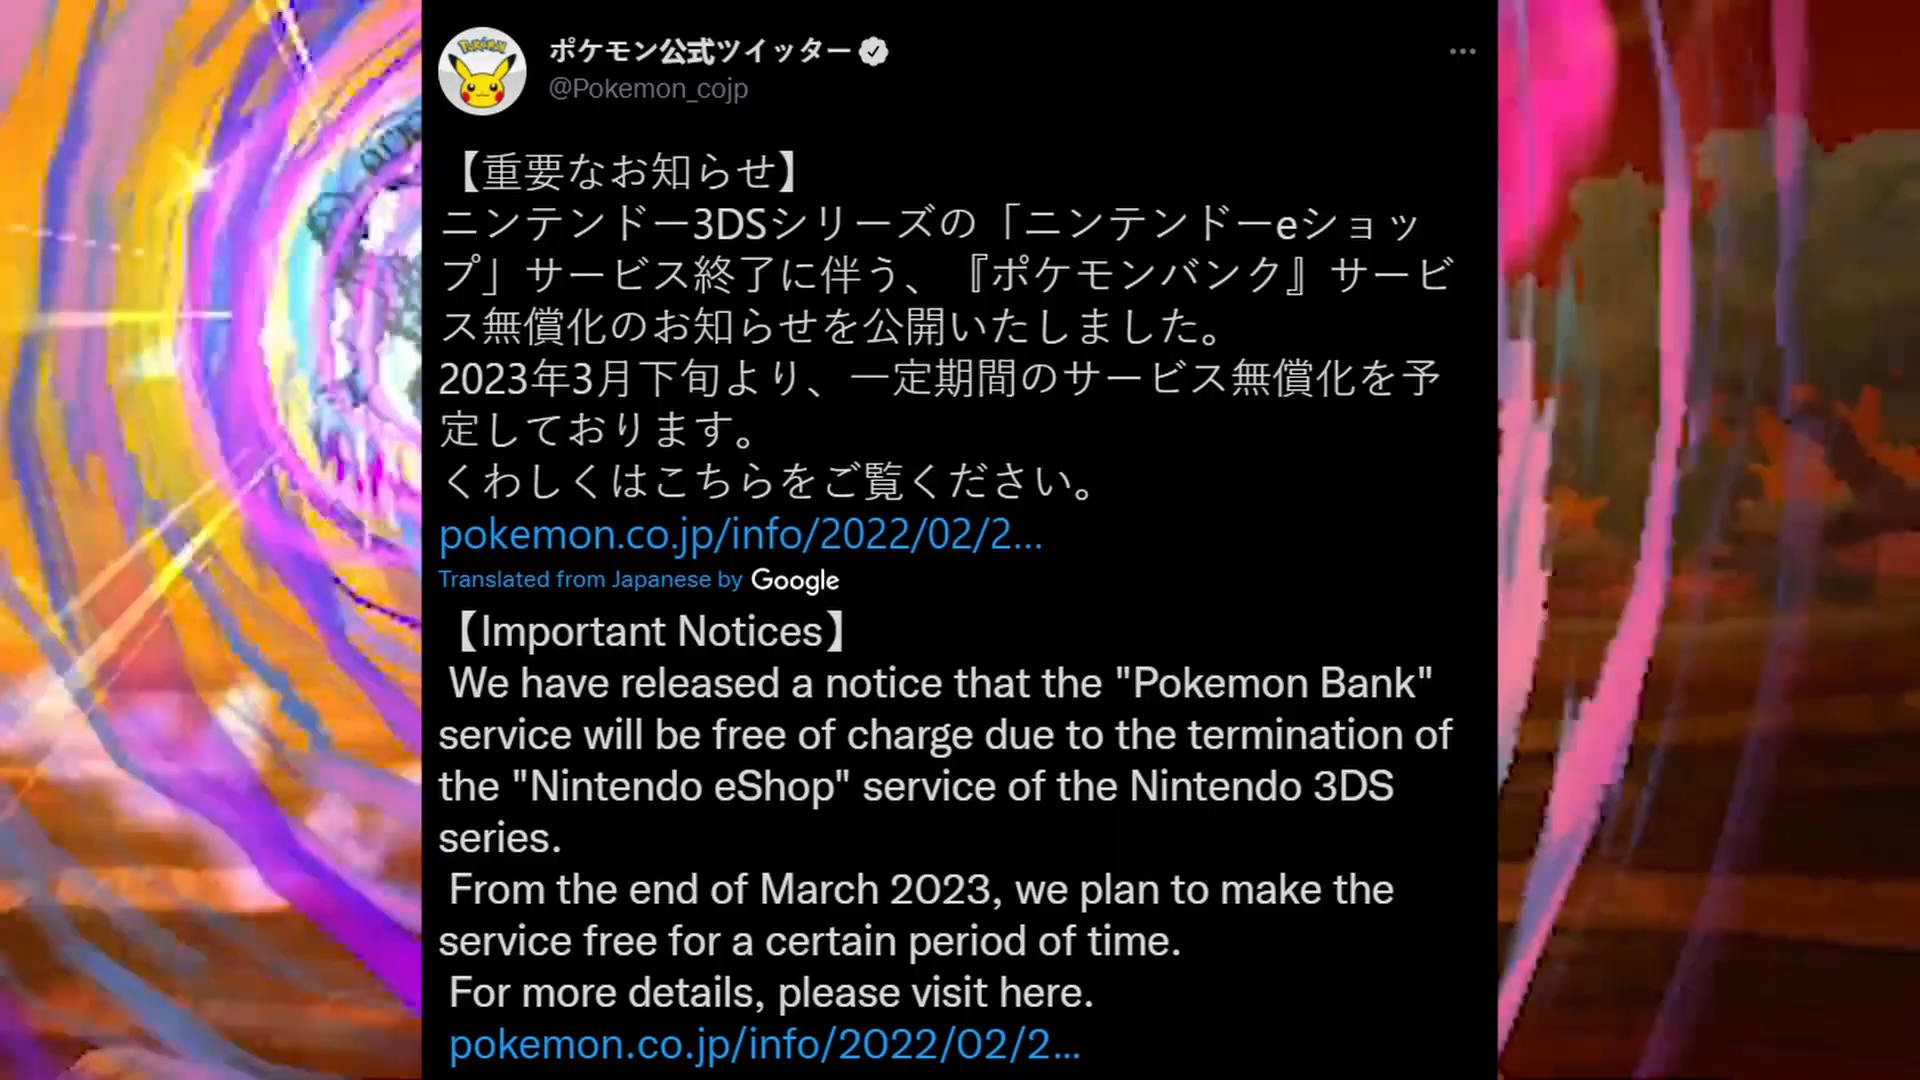 ポケモン公式ツイッター
@Pokemon_cojp
【重要なお知らせ】
ニンテンドー3DSシリーズの「ニンテンドーeショッ
プ」サービス終了に伴う、『ポケモンバンク』サービ
ス無償化のお知らせを公開いたしました。
2023年3月下旬より、一定期間のサービス無償化を予
定しております。
くわしくはこちらをご覧ください。
pokemon.co.jp/info/2022/02/2...
Translated from Japanese by Google
【Important Notices】
We have released a notice that the "Pokemon Bank"
service will be free of charge due to the termination of
the "Nintendo eShop" service of the Nintendo 3DS
series.
From the end of March 2023, we plan to make the
service free for a certain period of time.
For more details, please visit here.
pokemon.co.jp/info/2022/02/2...